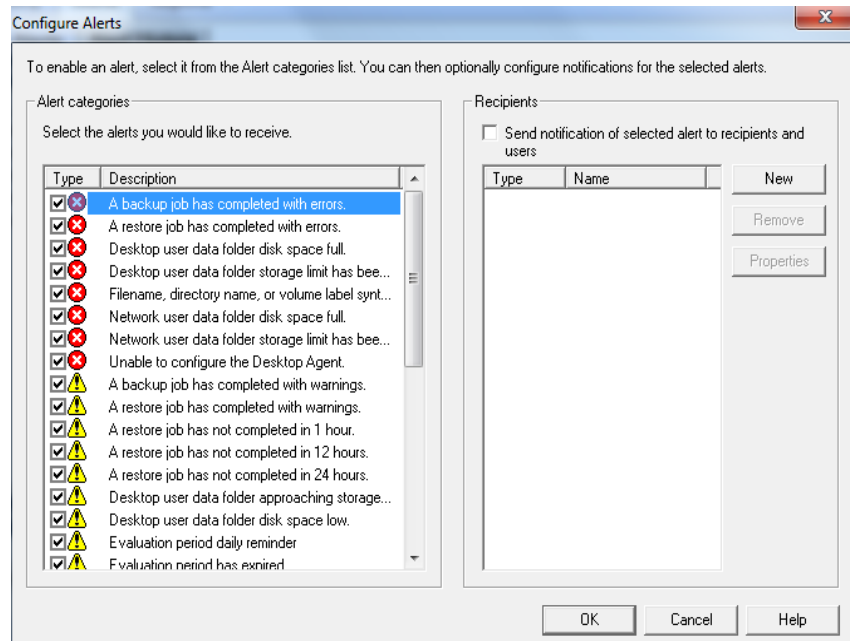 Configure Alerts
To enable an alert, select it from the Alert categories list. You can then optionally configure notifications for the selected alerts.
Alert categories
Select the alerts you would like to receive.
Type Description
A backup job has completed with errors.
A restore job has completed with errors.
Desktop user data folder disk space full.
Desktop user data folder storage limit has bee...
Filename, directory name, or volume label synt...
Network user data folder disk space full.
Network user data folder storage limit has bee...
Unable to configure the Desktop Agent.
A backup job has completed with warnings.
A restore job has completed with warnings.
A restore job has not completed in 1 hour.
A restore job has not completed in 12 hours.
A restore job has not completed in 24 hours.
Desktop user data folder approaching storage...
Desktop user data folder disk space low.
Evaluation period daily reminder
Evaluation period has expired
Recipients
Send notification of selected alert to recipients and
users
Type Name
New
Remove
Properties
OK Cancel Help